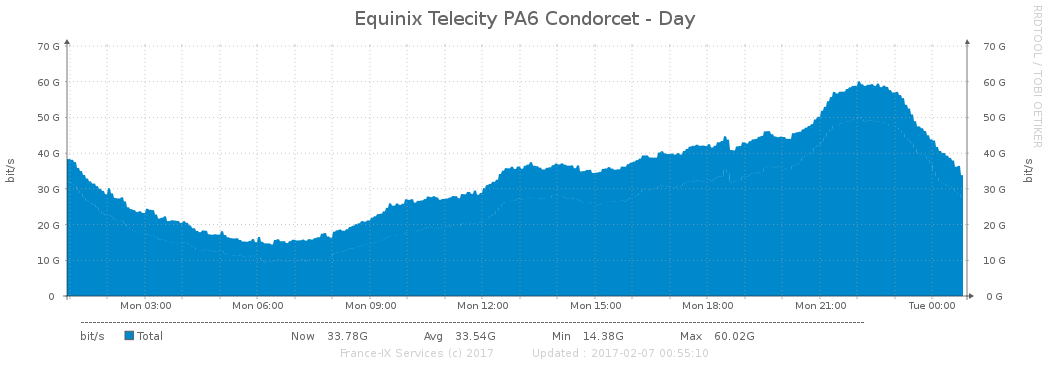 Equinix Telecity PA6 Condorcet - Day
RRDTOOL / TOBI OETIKER
bit/s
70 G
60 G
50 G
40 G
30 G
20 G
10 G
0
70 G
60 G
50 G
40 G
30 G
20 G
10 G
0 G
bit/s
Mon 03:00 Mon 06:00 Mon 09:00 Mon 12:00 Mon 15:00 Mon 18:00 Mon 21:00 Tue 00:00
bit/s Total Now 33.78G Avg 33.54G Min 14.38G Max 60.02G
France-IX Services (c) 2017 Updated : 2017-02-07 00:55:10